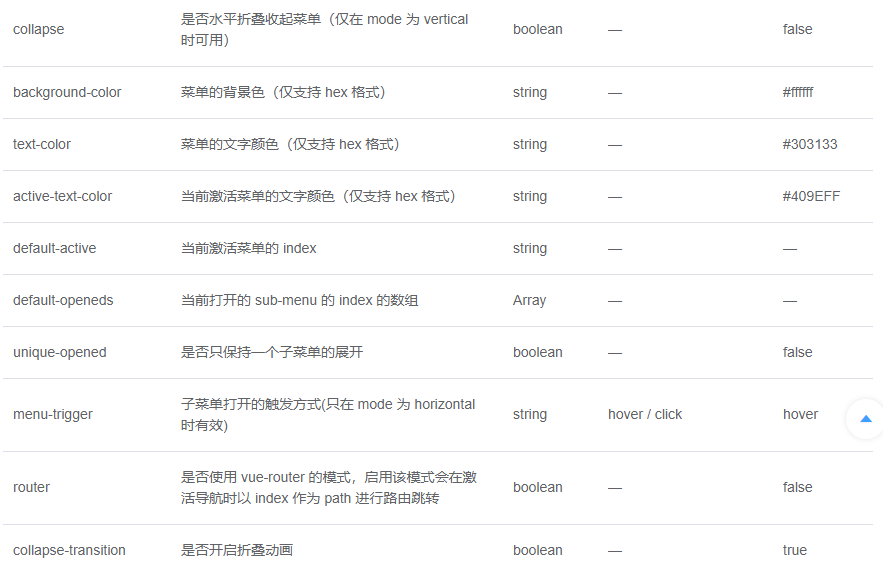 collapse 是否水平折叠收起菜单（仅在 mode 为 vertical 时可用） boolean — false
background-color 菜单的背景色（仅支持 hex 格式） string — #ffffff
text-color 菜单的文字颜色（仅支持 hex 格式） string — #303133
active-text-color 当前激活菜单的文字颜色（仅支持 hex 格式） string — #409EFF
default-active 当前激活菜单的 index string — —
default-openeds 当前打开的 sub-menu 的 index 的数组 Array — —
unique-opened 是否只保持一个子菜单的展开 boolean — false
menu-trigger 子菜单打开的触发方式(只在 mode 为 horizontal 时有效) string hover / click hover
router 是否使用 vue-router 的模式，启用该模式会在激活导航时以 index 作为 path 进行路由跳转 boolean — false
collapse-transition 是否开启折叠动画 boolean — true